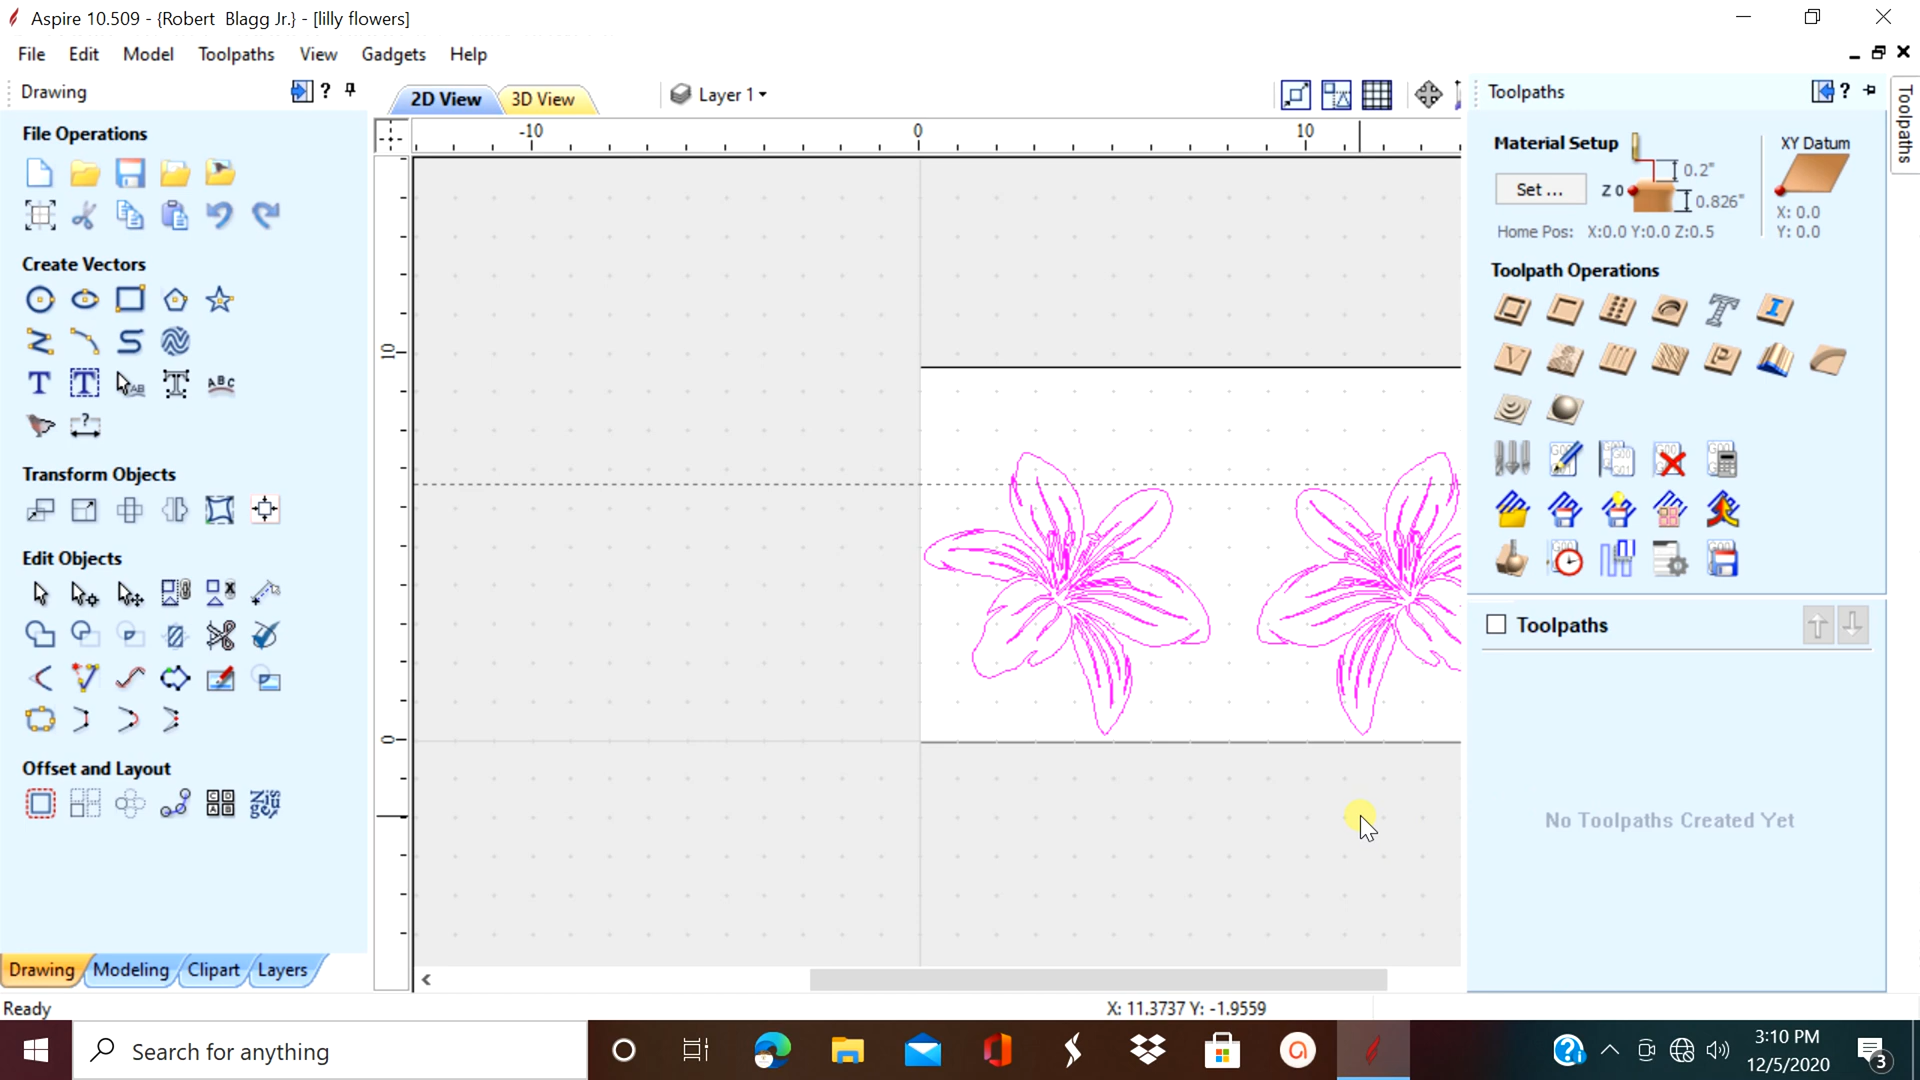 Aspire 10.509 - {Robert Blagg Jr.} - [lilly flowers]
File Edit Model Toolpaths View Gadgets Help
Drawing
File Operations
Create Vectors
Transform Objects
Edit Objects
Offset and Layout
Drawing Modeling Clipart Layers
Ready
2D View 3D View
Layer 1
-10 0 10
10
0
X: 11.3737 Y: -1.9559
Toolpaths
Toolpaths
Material Setup
Set ...
Z 0
0.2"
0.826"
XY Datum
X: 0.0
Y: 0.0
Home Pos: X:0.0 Y:0.0 Z:0.5
Toolpath Operations
Toolpaths
No Toolpaths Created Yet
Search for anything
3:10 PM
12/5/2020
3